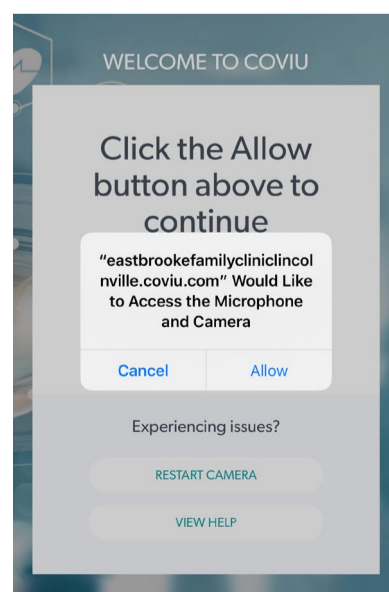 WELCOME TO COVIU
Click the Allow
button above to
continue
"eastbrookefamilycliniclincol
nville.coviu.com" Would Like
to Access the Microphone
and Camera
Cancel Allow
Experiencing issues?
RESTART CAMERA
VIEW HELP